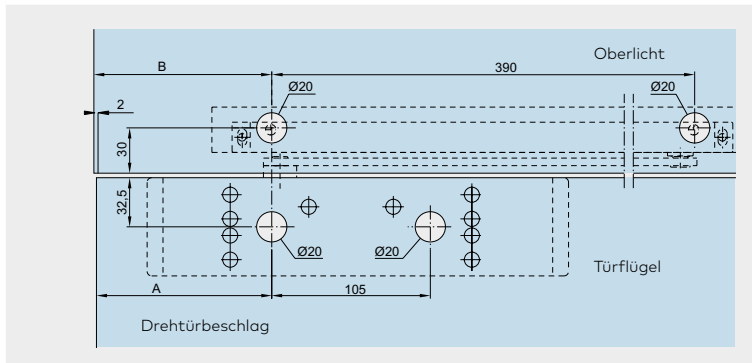 Oberlicht
B
390
Ø20
Ø20
2
30
32,5
Ø20
Ø20
Türflügel
A
105
Drehtürbeschlag